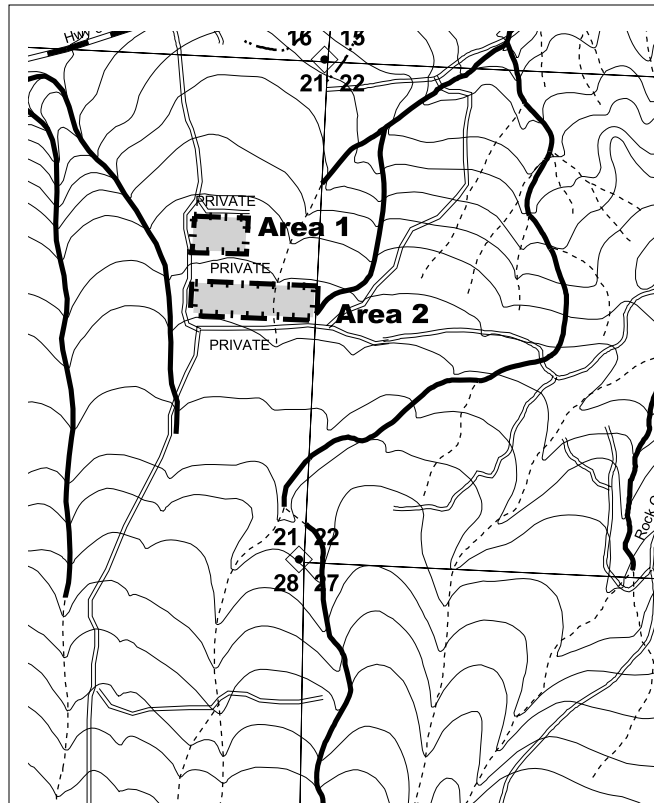 Hwy
16 15
21 22
PRIVATE
Area 1
PRIVATE
Area 2
PRIVATE
21 22
28 27
Rock